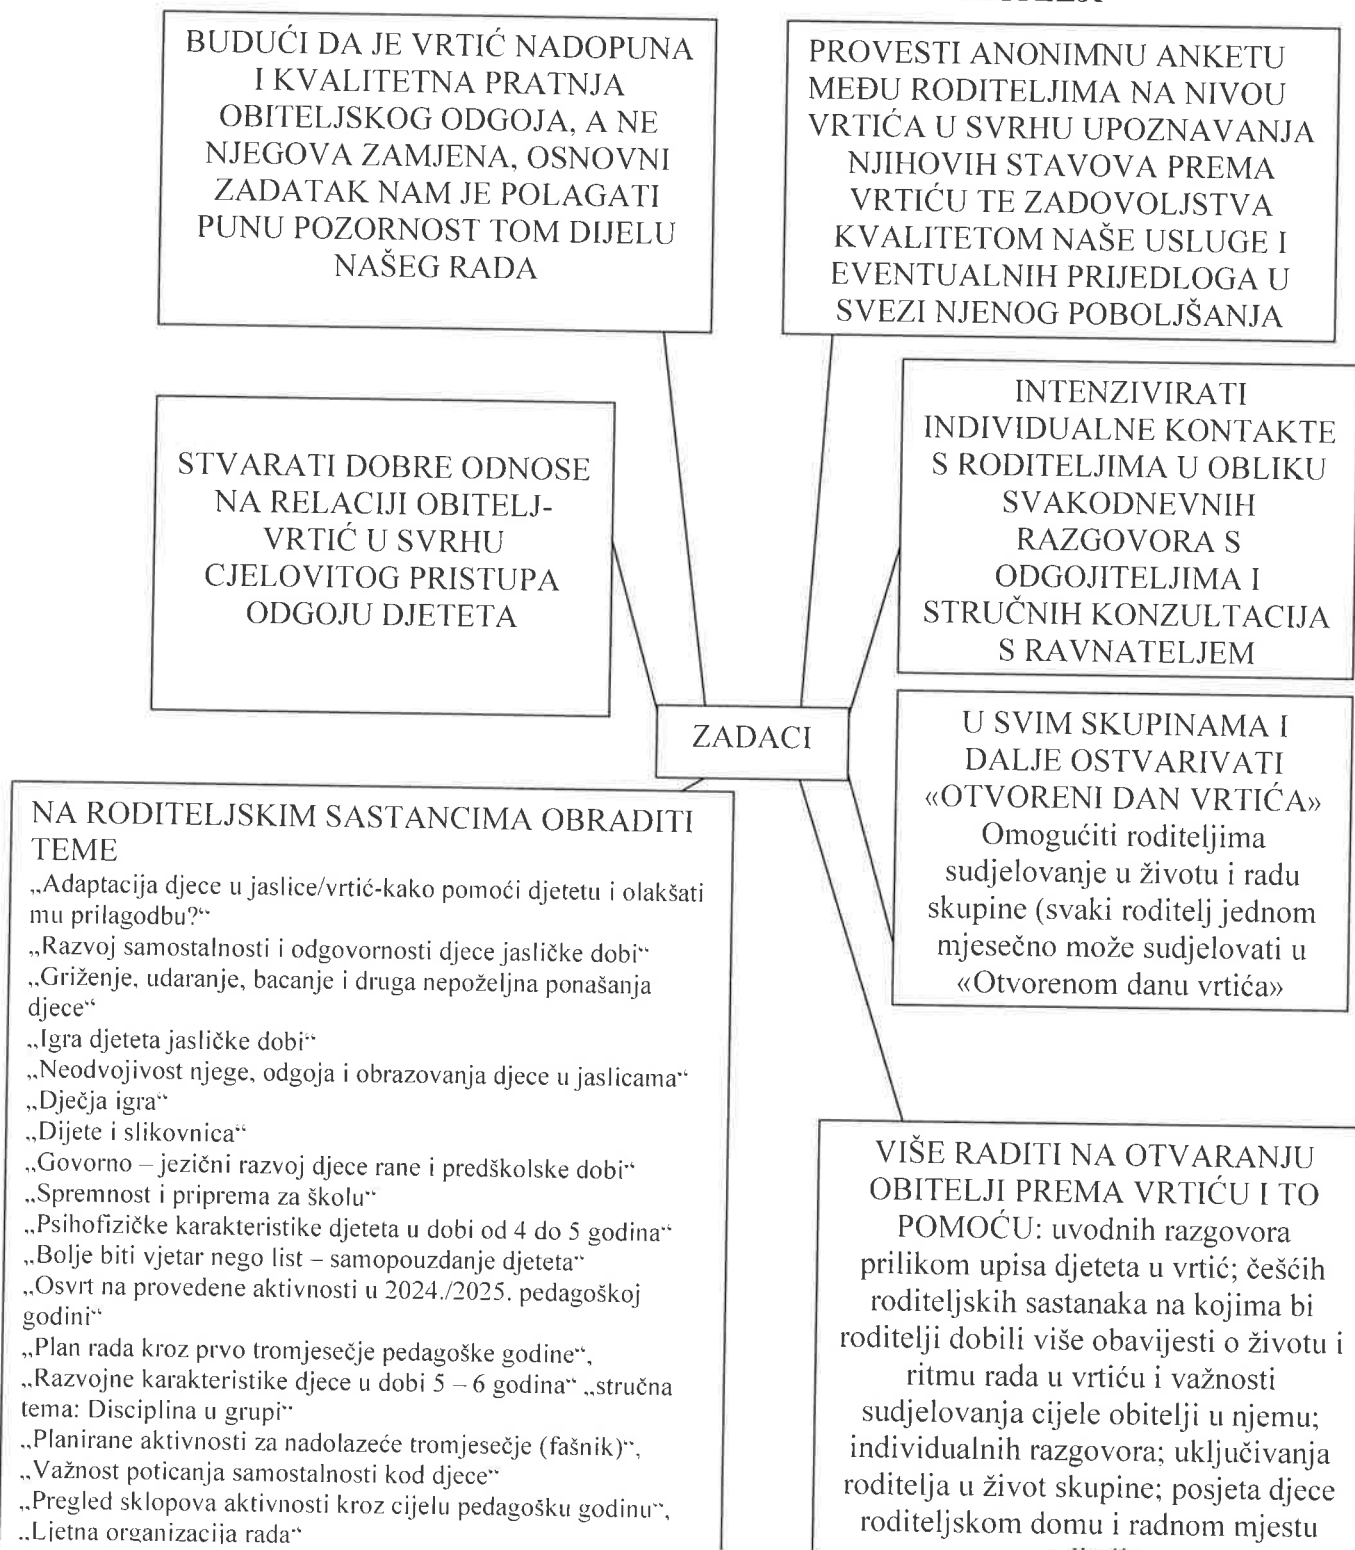 BUDUĆI DA JE VRTIĆ NADOPUNA
I KVALITETNA PRATNJA
OBITELJSKOG ODGOJA, A NE
NJEGOVA ZAMJENA, OSNOVNI
ZADATAK NAM JE POLAGATI
PUNU POZORNOST TOM DIJELU
NAŠEG RADA
PROVESTI ANONIMNU ANKETU
MEĐU RODITELJIMA NA NIVOU
VRTIĆA U SVRHU UPOZNAVANJA
NJIHOVIH STAVOVA PREMA
VRTIĆU TE ZADOVOLJSTVA
KVALITETOM NAŠE USLUGE I
EVENTUALNIH PRIJEDLOGA U
SVEZI NJENOG POBOLJŠANJA
STVARATI DOBRE ODNOSE
NA RELACIJI OBITELJ-
VRTIĆ U SVRHU
CJELOVITOG PRISTUPA
ODGOJU DJETETA
INTENZIVIRATI
INDIVIDUALNE KONTAKTE
S RODITELJIMA U OBLIKU
SVAKODNEVNIH
RAZGOVORA S
ODGOJITELJIMA I
STRUČNIH KONZULTACIJA
S RAVNATELJEM
ZADACI
U SVIM SKUPINAMA I
DALJE OSTVARIVATI
«OTVORENI DAN VRTIĆA»
Omogućiti roditeljima
sudjelovanje u životu i radu
skupine (svaki roditelj jednom
mjesečno može sudjelovati u
«Otvorenom danu vrtića»
NA RODITELJSKIM SASTANCIMA OBRADITI
TEME
„Adaptacija djece u jaslice/vrtić-kako pomoći djetetu i olakšati
mu prilagodbu?“
„Razvoj samostalnosti i odgovornosti djece jasličke dobi“
„Griženje, udaranje, bacanje i druga nepoželjna ponašanja
djece“
„Igra djeteta jasličke dobi“
„Neodvojivost njege, odgoja i obrazovanja djece u jaslicama“
„Dječja igra“
„Dijete i slikovnica“
„Govorno – jezični razvoj djece rane i predškolske dobi“
„Spremnost i priprema za školu“
„Psihofizičke karakteristike djeteta u dobi od 4 do 5 godina“
„Bolje biti vjetar nego list – samopouzdanje djeteta“
„Osvrt na provedene aktivnosti u 2024./2025. pedagoškoj
godini“
„Plan rada kroz prvo tromjesečje pedagoške godine“,
„Razvojne karakteristike djece u dobi 5 – 6 godina“ „stručna
tema: Disciplina u grupi“
„Planirane aktivnosti za nadolazeće tromjesečje (fašnik)“,
„Važnost poticanja samostalnosti kod djece“
„Pregled sklopova aktivnosti kroz cijelu pedagošku godinu“,
„Ljetna organizacija rada“
VIŠE RADITI NA OTVARANJU
OBITELJI PREMA VRTIĆU I TO
POMOĆU: uvodnih razgovora
prilikom upisa djeteta u vrtić; češćih
roditeljskih sastanaka na kojima bi
roditelji dobili više obavijesti o životu i
ritmu rada u vrtiću i važnosti
sudjelovanja cijele obitelji u njemu;
individualnih razgovora; uključivanja
roditelja u život skupine; posjeta djece
roditeljskom domu i radnom mjestu